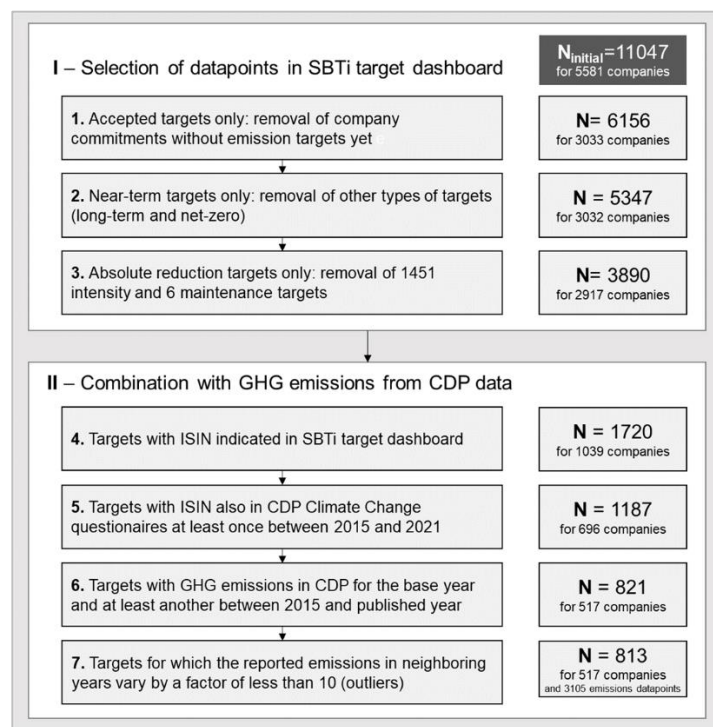 I – Selection of datapoints in SBTi target dashboard
Ninitial=11047
for 5581 companies
1. Accepted targets only: removal of company
commitments without emission targets yet
N= 6156
for 3033 companies
2. Near-term targets only: removal of other types of targets
(long-term and net-zero)
N = 5347
for 3032 companies
3. Absolute reduction targets only: removal of 1451
intensity and 6 maintenance targets
N= 3890
for 2917 companies
II – Combination with GHG emissions from CDP data
4. Targets with ISIN indicated in SBTi target dashboard
N = 1720
for 1039 companies
5. Targets with ISIN also in CDP Climate Change
questionaires at least once between 2015 and 2021
N = 1187
for 696 companies
6. Targets with GHG emissions in CDP for the base year
and at least another between 2015 and published year
N = 821
for 517 companies
7. Targets for which the reported emissions in neighboring
years vary by a factor of less than 10 (outliers)
N = 813
for 517 companies
and 3105 emissions datapoints